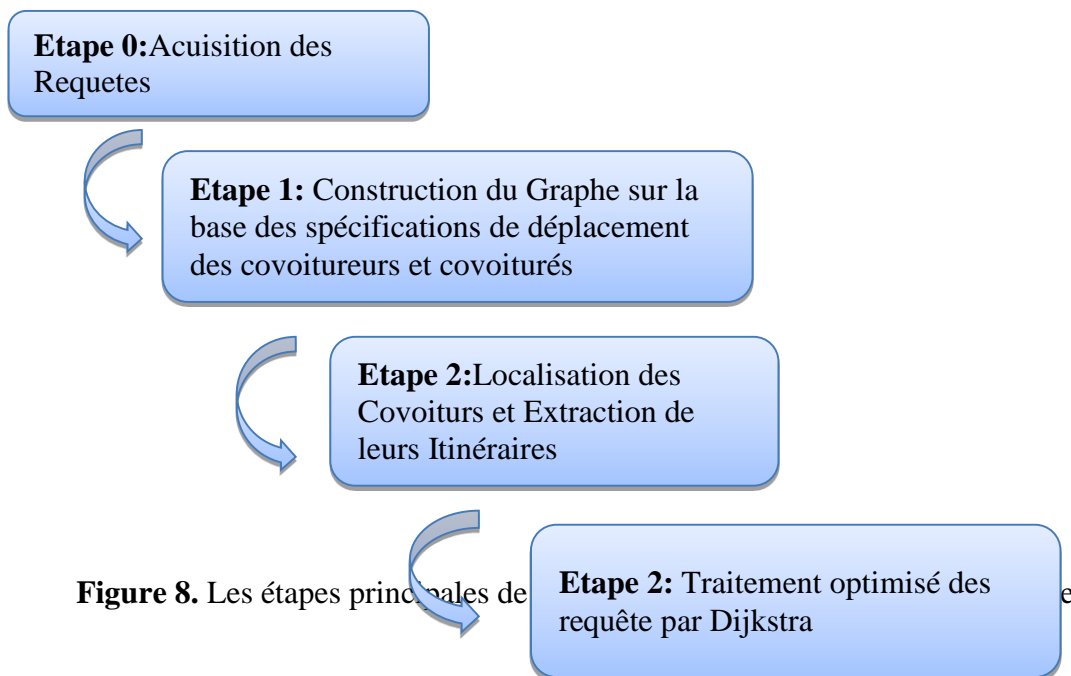 Etape 0:Acuisition des
Requetes
Etape 1: Construction du Graphe sur la
base des spécifications de déplacement
des covoitureurs et covoiturés
Etape 2:Localisation des
Covoiturs et Extraction de
leurs Itinéraires
Etape 2: Traitement optimisé des
requête par Dijkstra
Figure 8. Les étapes principales de